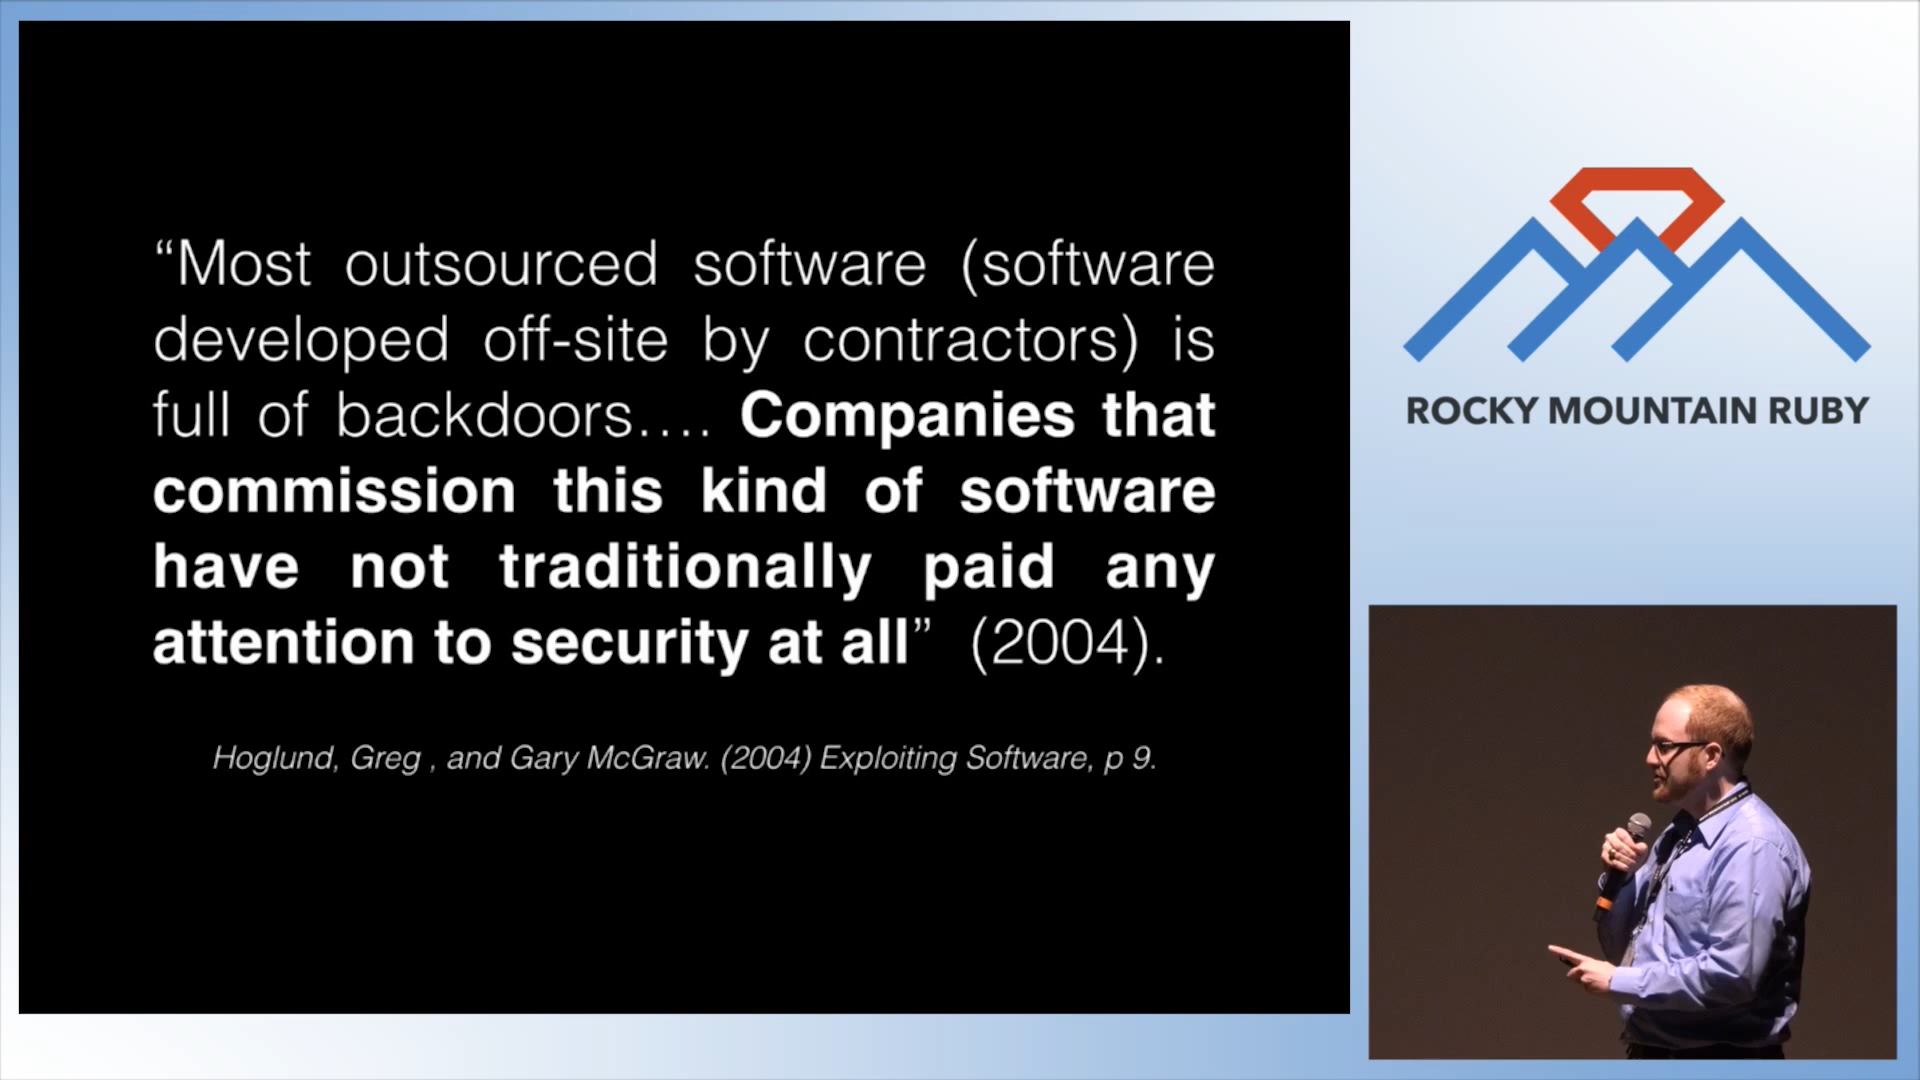 “Most outsourced software (software
developed off-site by contractors) is
full of backdoors.... Companies that
commission this kind of software
have not traditionally paid any
attention to security at all” (2004).
Hoglund, Greg , and Gary McGraw. (2004) Exploiting Software, p 9.
ROCKY MOUNTAIN RUBY